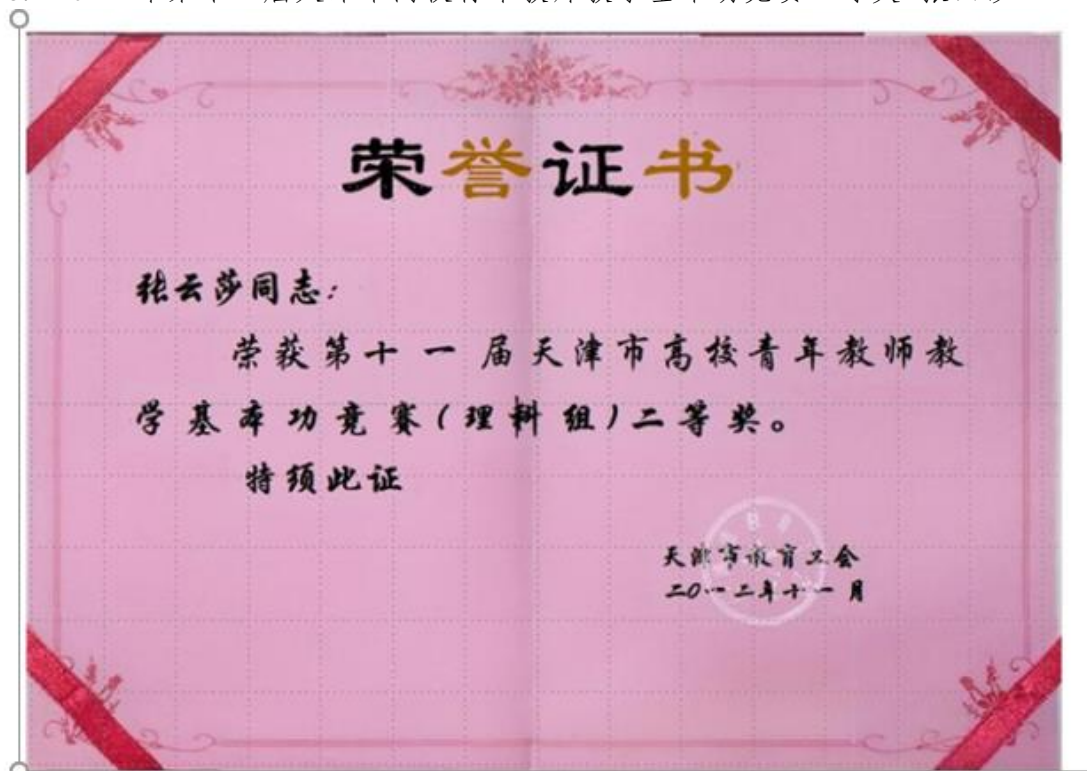 荣誉证书
张云莎同志:
荣获第十一届天津市高校青年教师教
学基本功竞赛(理科组)二等奖。
特颁此证
天津市教育工会
二〇一二年十一月